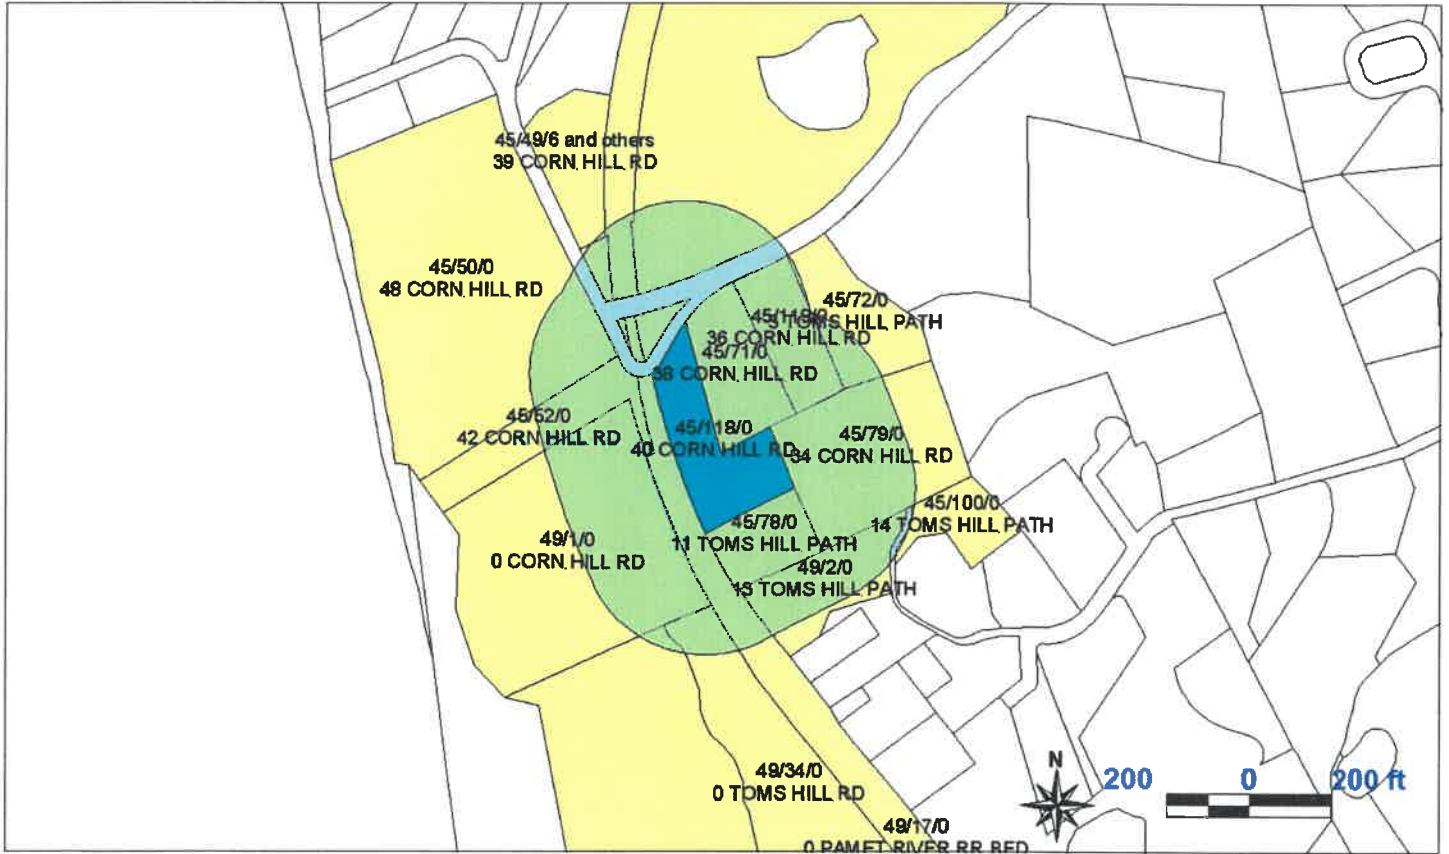 45/49/6 and others
39 CORN HILL RD
45/50/0
48 CORN HILL RD
45/72/0
5 TOMS HILL PATH
45/119/0
36 CORN HILL RD
45/71/0
38 CORN HILL RD
45/52/0
42 CORN HILL RD
45/118/0
40 CORN HILL RD
45/79/0
34 CORN HILL RD
45/100/0
14 TOMS HILL PATH
45/78/0
11 TOMS HILL PATH
49/1/0
0 CORN HILL RD
49/2/0
13 TOMS HILL PATH
49/34/0
0 TOMS HILL RD
49/17/0
0 PAMET RIVER RR BED
N
200 0 200 ft